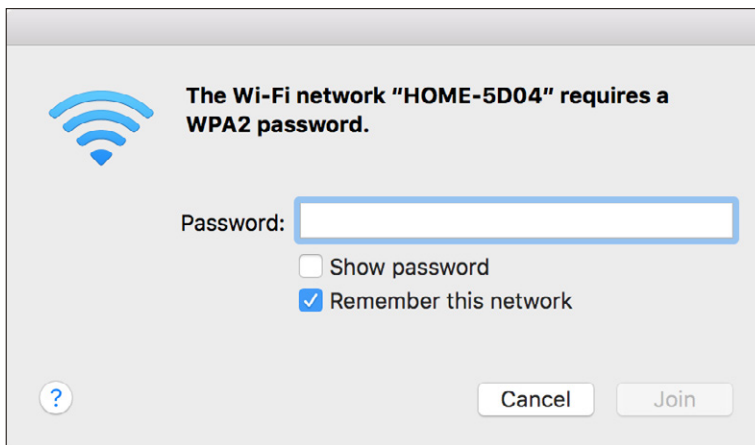 The Wi-Fi network “HOME-5D04” requires a
WPA2 password.
Password:
Show password
Remember this network
?
Cancel
Join